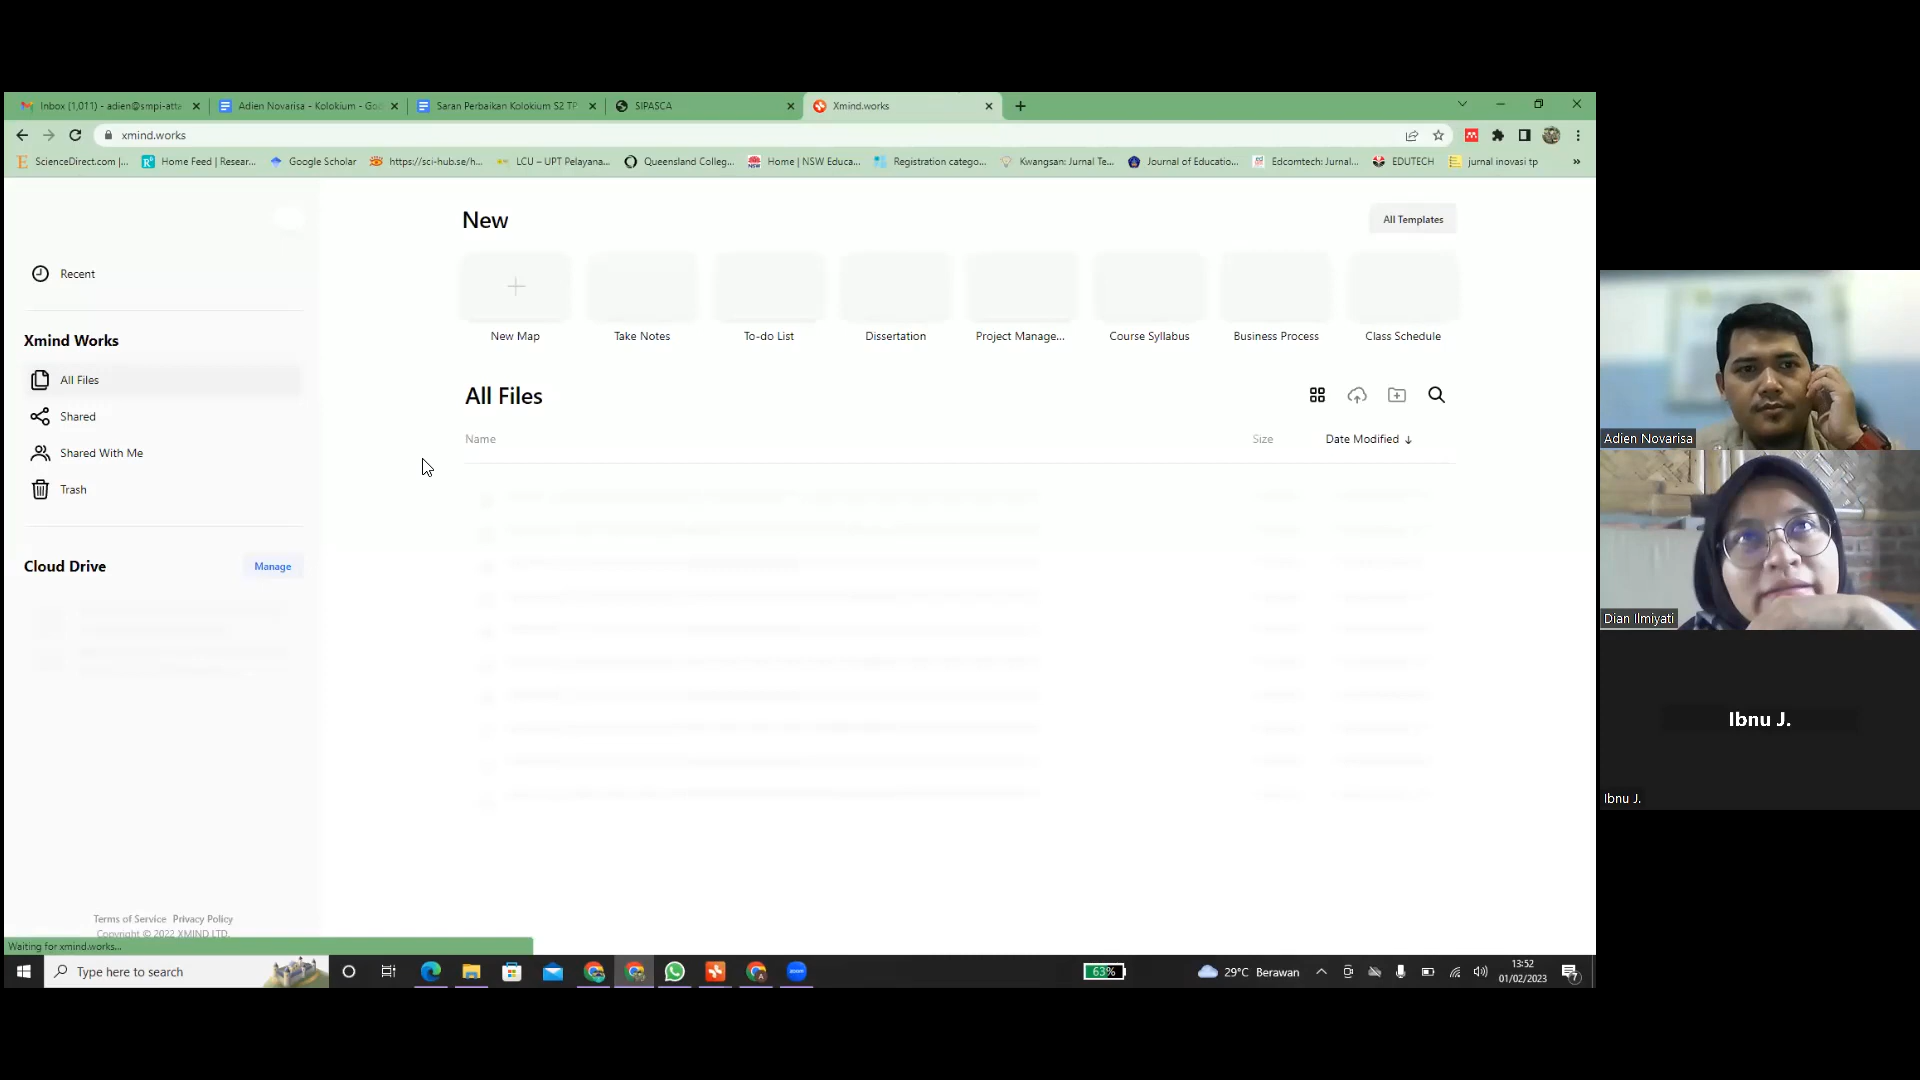 Inbox (1,011) - adien@smpi-atta
Adien Novarisa - Kolokium - Go
Saran Perbaikan Kolokium S2 TP
SIPASCA
Xmind.works
xmind.works
ScienceDirect.com |...
Home Feed | Resear...
Google Scholar
https://sci-hub.se/h...
LCU – UPT Pelayana...
Queensland Colleg...
Home | NSW Educa...
Registration catego...
Kwangsan: Jurnal Te...
Journal of Educatio...
Edcomtech: Jurnal...
EDUTECH
jurnal inovasi tp
»
New
All Templates
Recent
New Map
Take Notes
To-do List
Dissertation
Project Manage...
Course Syllabus
Business Process
Class Schedule
Xmind Works
All Files
Shared
Shared With Me
Trash
All Files
Name
Size
Date Modified ↓
Cloud Drive
Manage
Terms of Service Privacy Policy
Copyright © 2022 XMIND LTD.
Waiting for xmind.works...
Type here to search
63%
29°C Berawan
13:52
01/02/2023
7
Adien Novarisa
Dian Ilmiyati
Ibnu J.
Ibnu J.